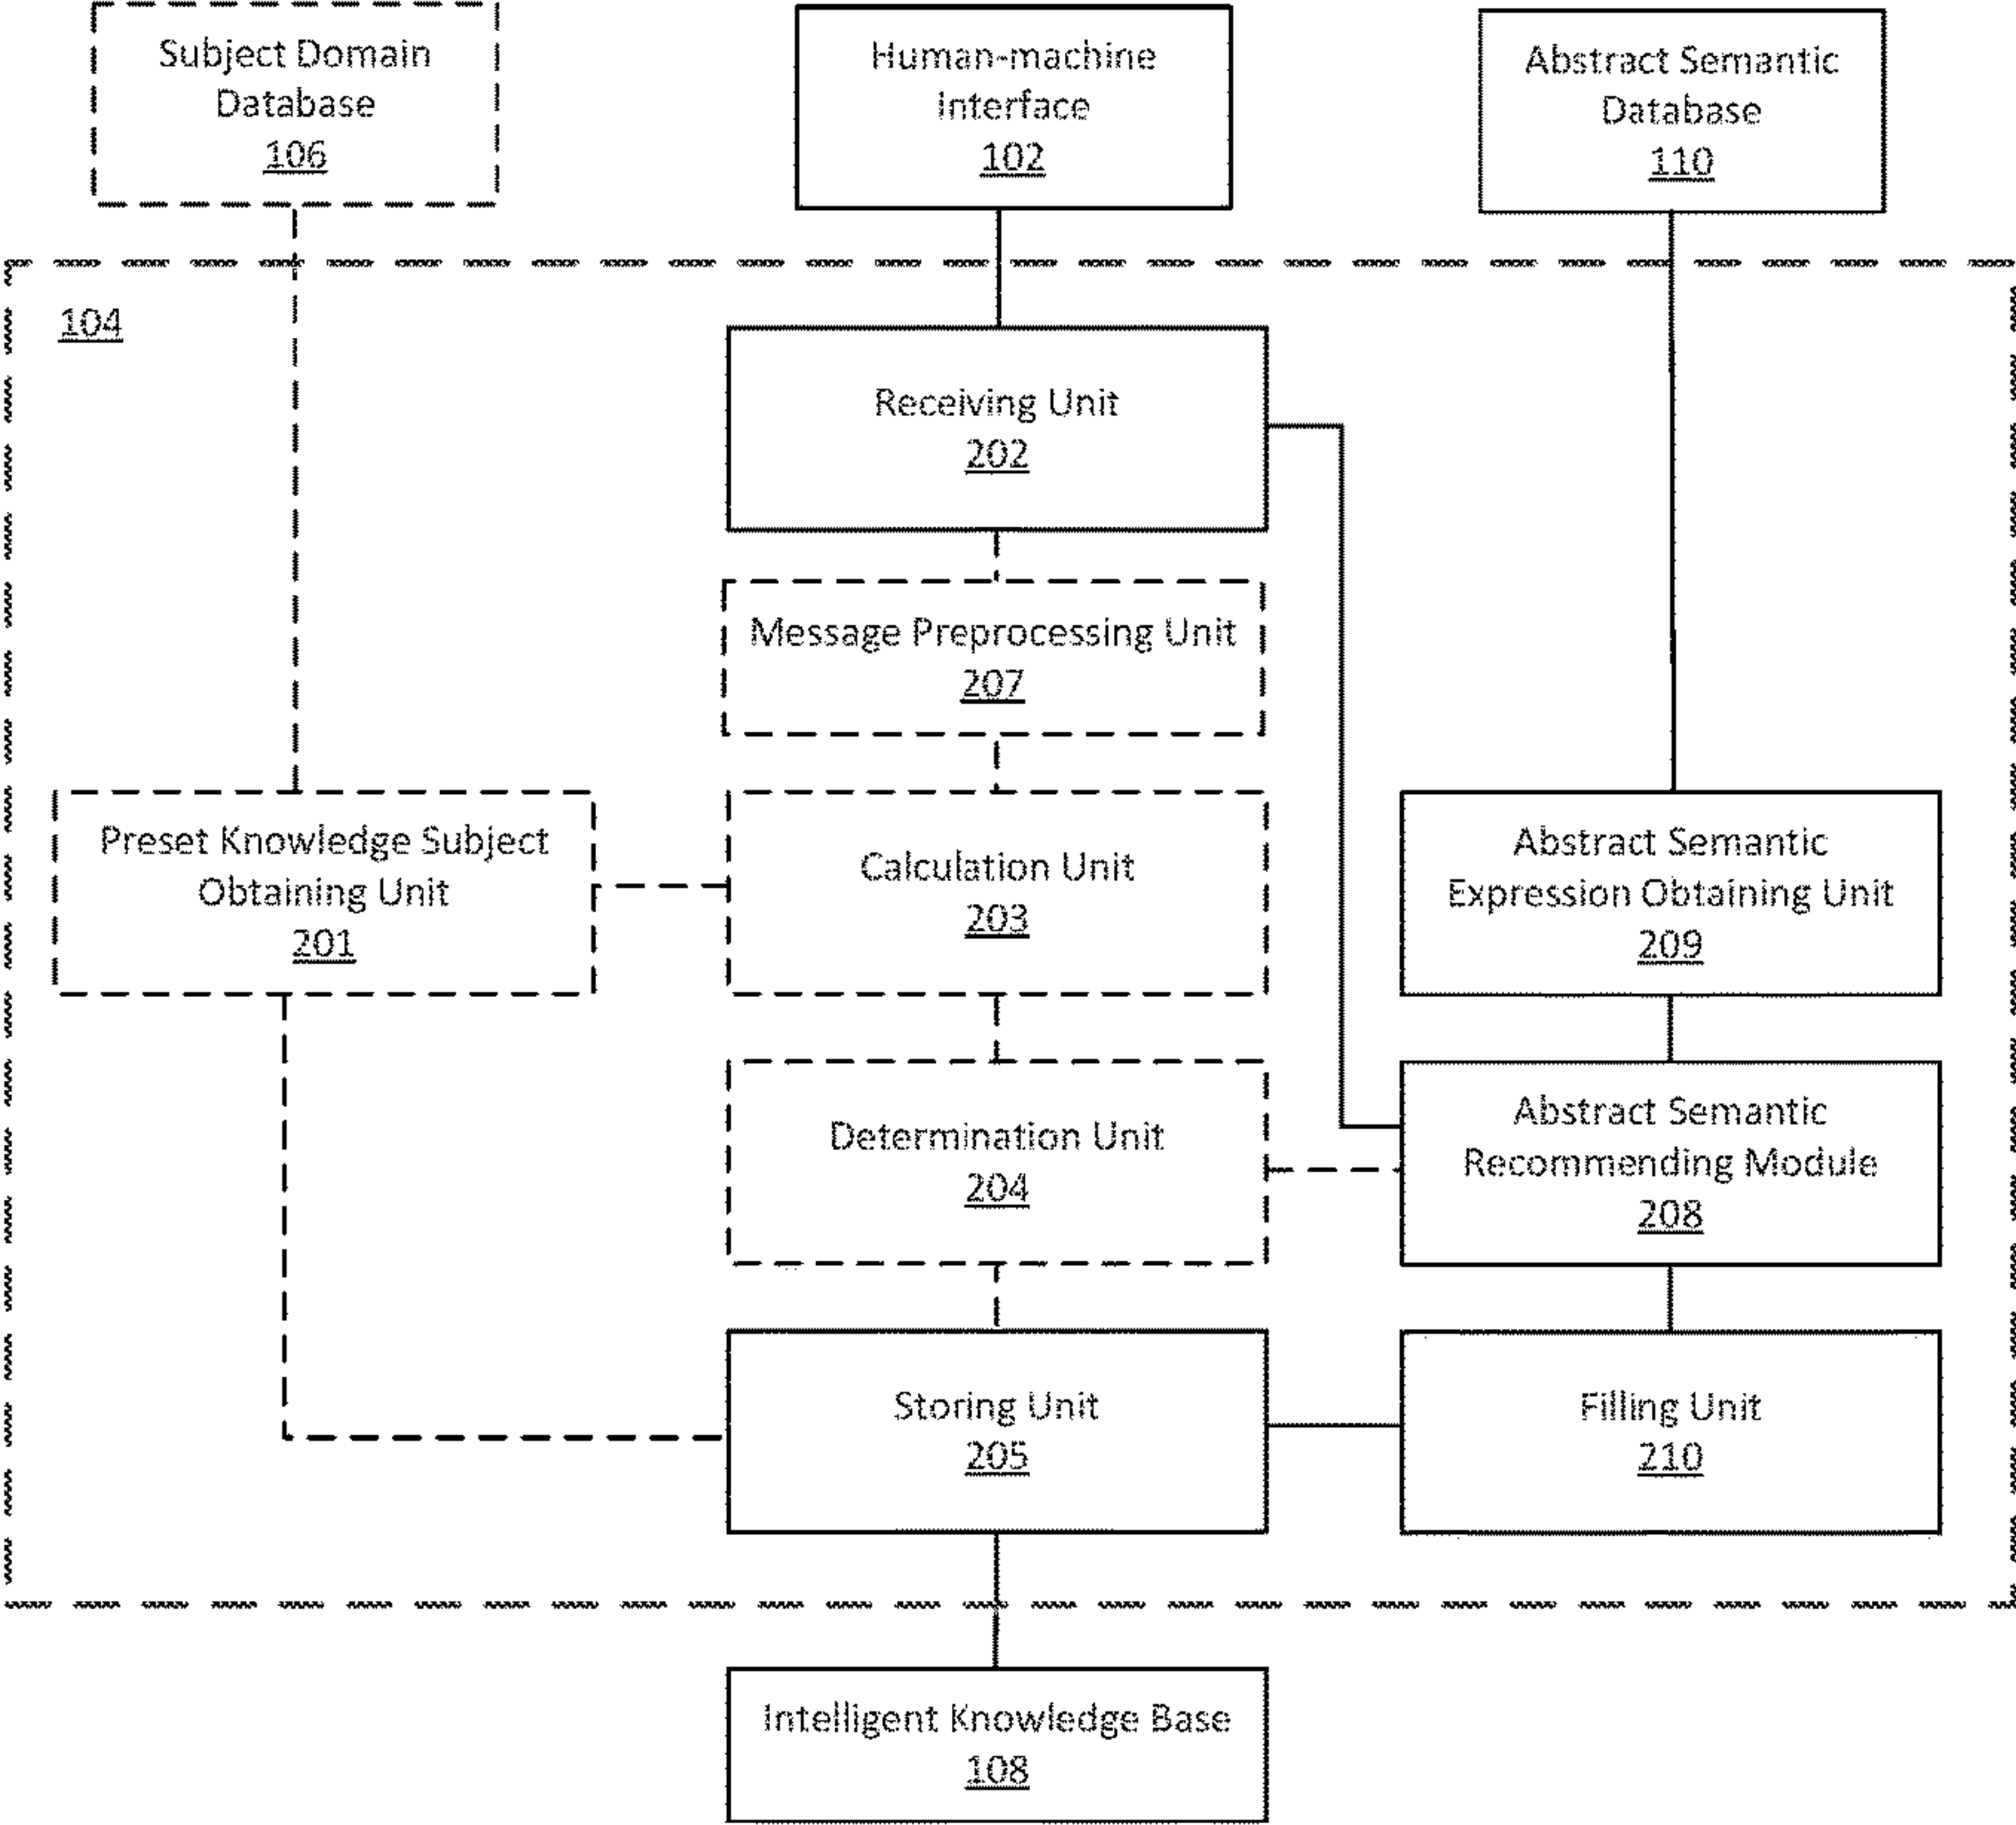 Subject Domain
Database
106
Human-machine
Interface
102
Abstract Semantic
Database
110
104
Receiving Unit
202
Message Preprocessing Unit
207
Preset Knowledge Subject
Obtaining Unit
201
Calculation Unit
203
Abstract Semantic
Expression Obtaining Unit
209
Determination Unit
204
Abstract Semantic
Recommending Module
208
Storing Unit
205
Filling Unit
210
Intelligent Knowledge Base
108